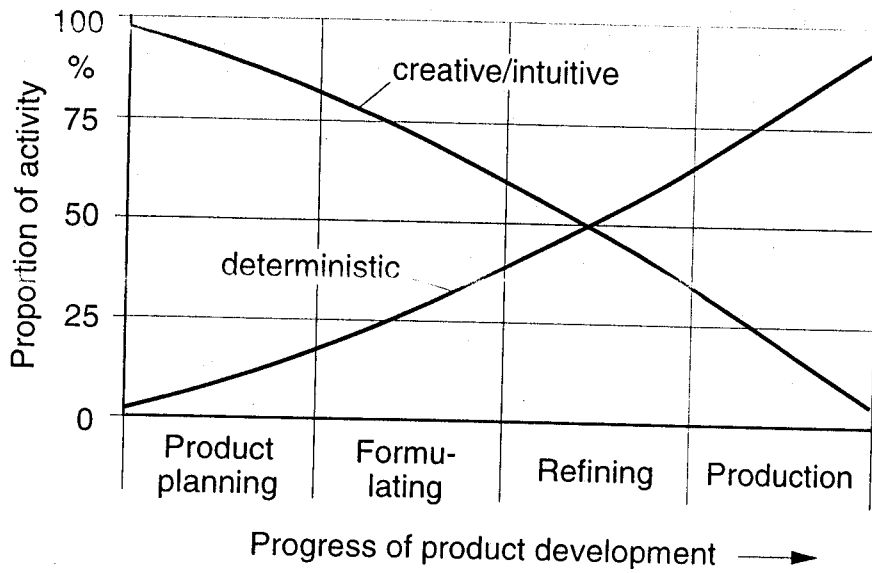 100
%
75
50
25
0
Proportion of activity
creative/intuitive
deterministic
Product
planning
Formu-
lating
Refining
Production
Progress of product development